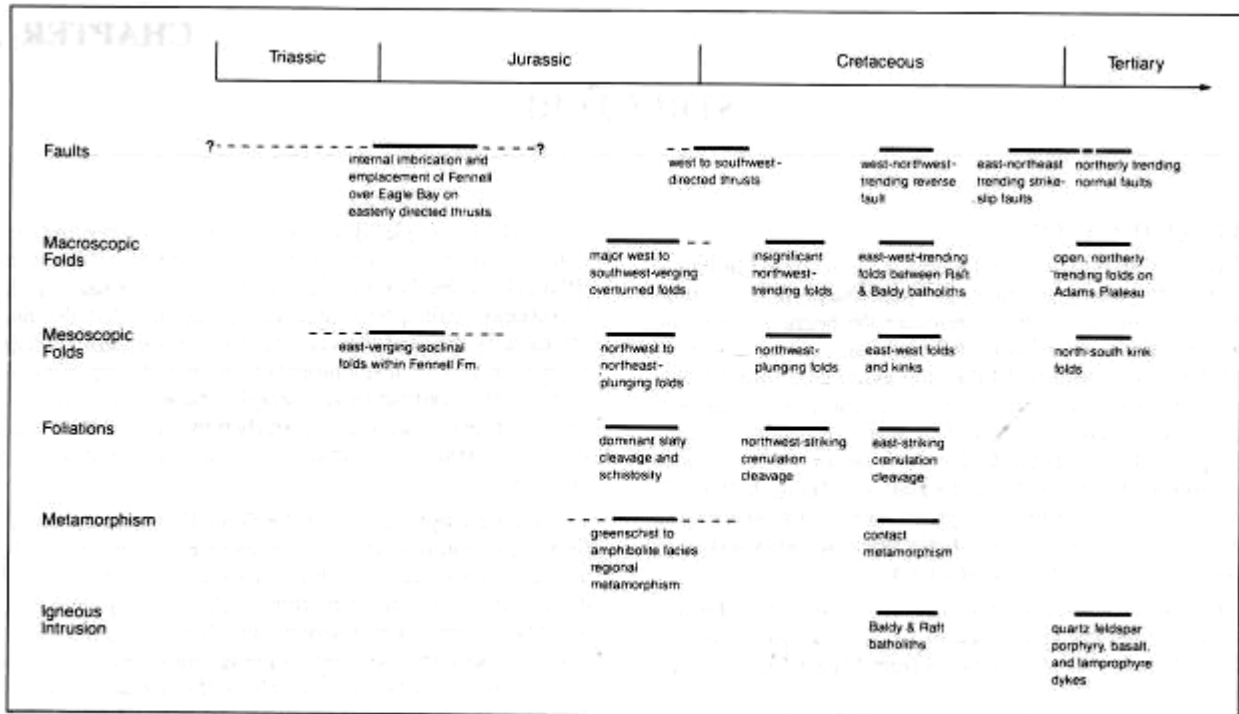 CHAPTER
Triassic
Jurassic
Cretaceous
Tertiary
Faults
?
?
internal imbrication and
emplacement of Fennell
over Eagle Bay on
easterly directed thrusts
west to southwest-
directed thrusts
west-northwest-
trending reverse
fault
east-northeast
trending strike-
slip faults
northerly trending
normal faults
Macroscopic
Folds
major west to
southwest-verging
overturned folds
insignificant
northwest-
trending folds
east-west-trending
folds between Raft
& Baldy batholiths
open, northerly
trending folds on
Adams Plateau
Mesoscopic
Folds
east-verging isoclinal
folds within Fennell Fm.
northwest to
northeast-
plunging folds
northwest-
plunging folds
east-west folds
and kinks
north-south kink
folds
Foliations
dominant slaty
cleavage and
schistosity
northwest-striking
crenulation
cleavage
east-striking
crenulation
cleavage
Metamorphism
greenschist to
amphibolite facies
regional
metamorphism
contact
metamorphism
Igneous
Intrusion
Baldy & Raft
batholiths
quartz feldspar
porphyry, basalt,
and lamprophyre
dykes